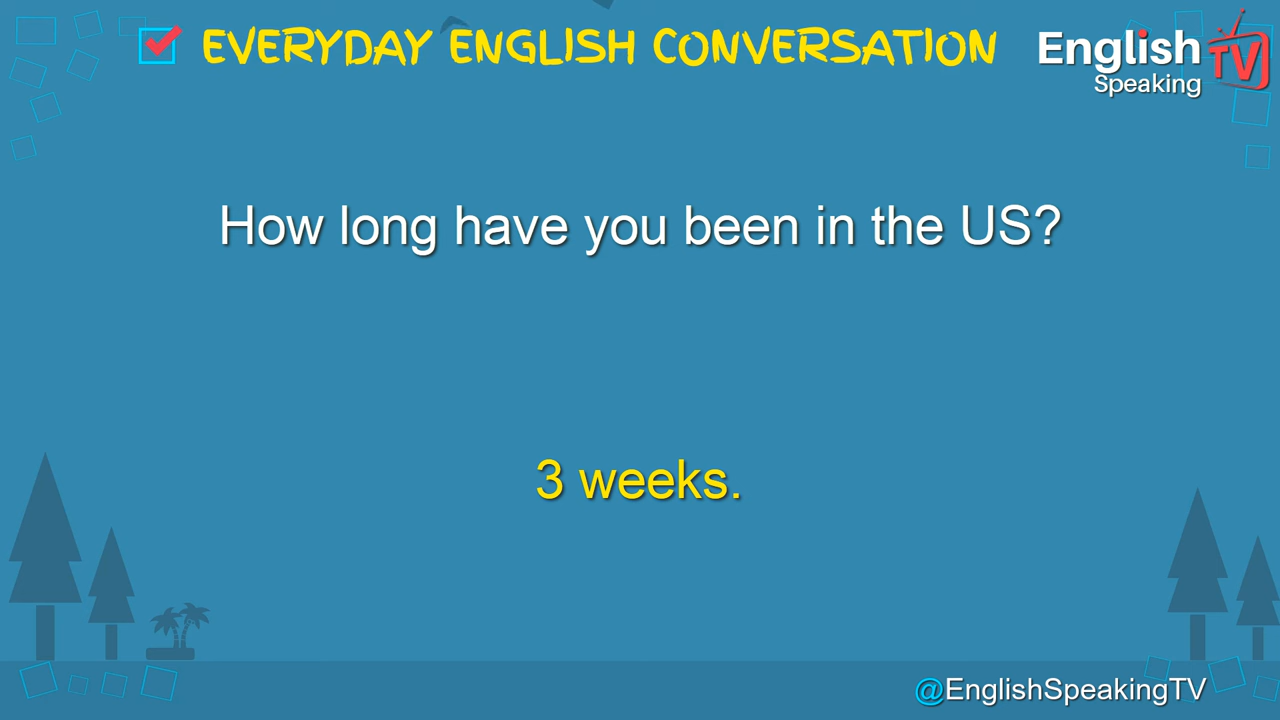 EVERYDAY ENGLISH CONVERSATION
English
Speaking
TV
How long have you been in the US?
3 weeks.
@EnglishSpeakingTV